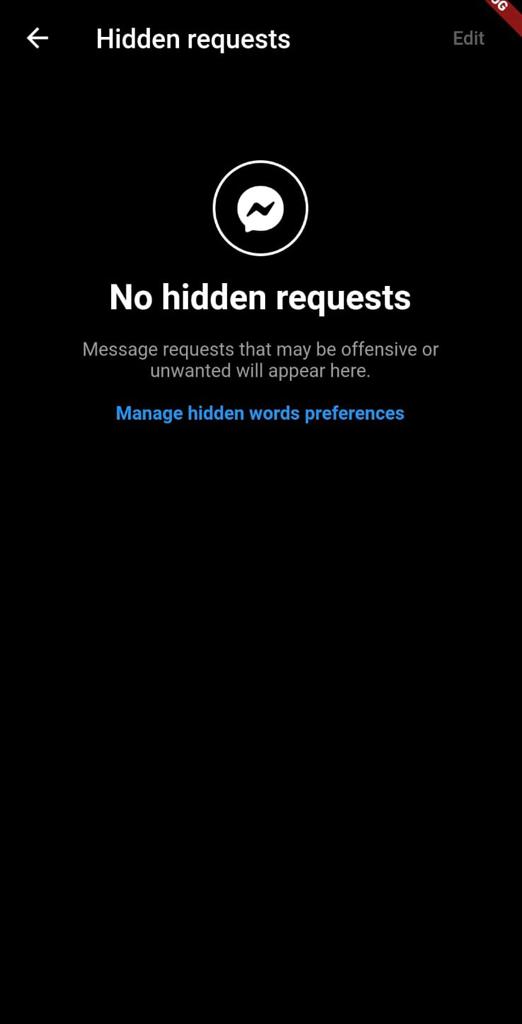 Hidden requests
Edit
No hidden requests
Message requests that may be offensive or
unwanted will appear here.
Manage hidden words preferences